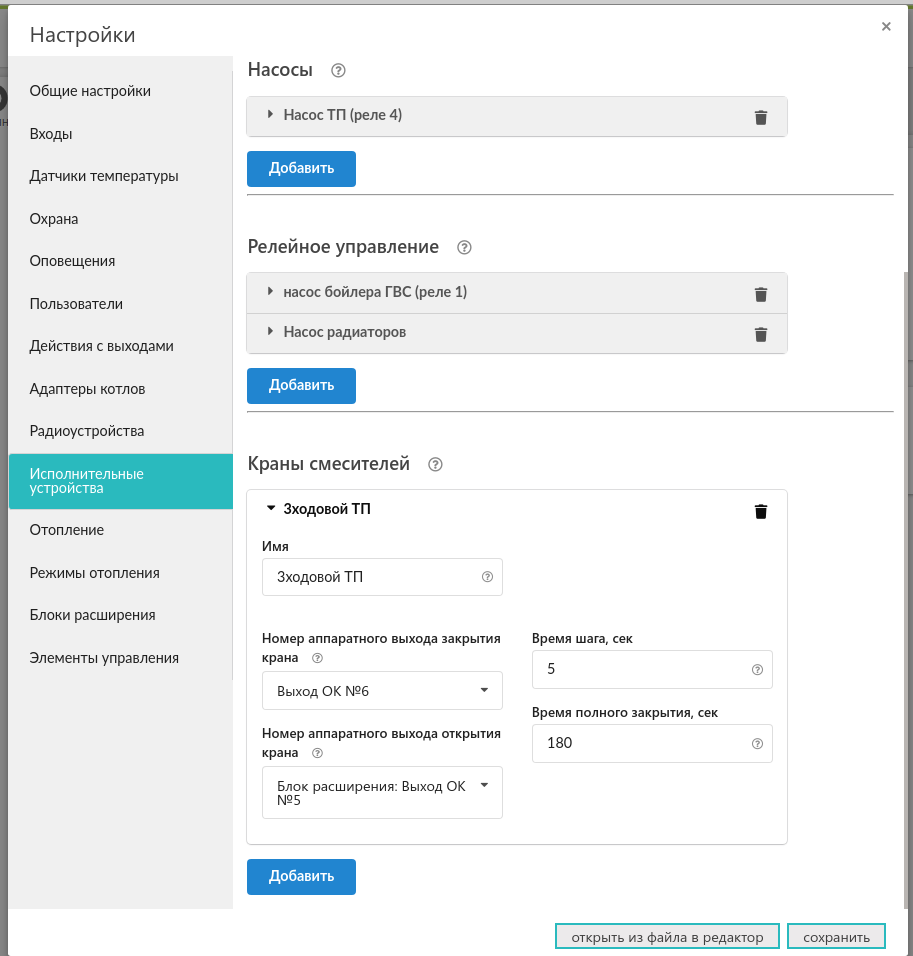 Настройки
×
Общие настройки
Входы
Датчики температуры
Охрана
Оповещения
Пользователи
Действия с выходами
Адаптеры котлов
Радиоустройства
Исполнительные
устройства
Отопление
Режимы отопления
Блоки расширения
Элементы управления
Насосы
Насос ТП (реле 4)
Добавить
Релейное управление
насос бойлера ГВС (реле 1)
Насос радиаторов
Добавить
Краны смесителей
3ходовой ТП
Имя
3ходовой ТП
Номер аппаратного выхода закрытия
крана
Выход ОК №6
Номер аппаратного выхода открытия
крана
Блок расширения: Выход ОК
№5
Время шага, сек
5
Время полного закрытия, сек
180
Добавить
открыть из файла в редактор
сохранить